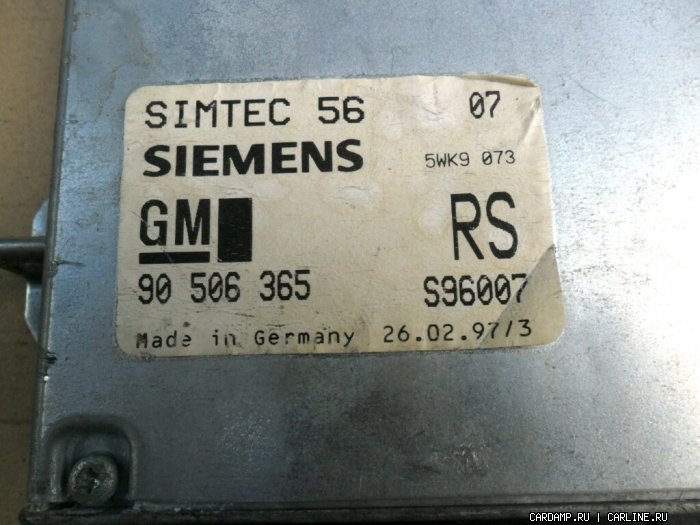 SIMTEC 56 07
SIEMENS 5WK9 073
GM RS
90 506 365 S96007
Made in Germany 26.02.97/3
CARDAMP.RU | CARLINE.RU